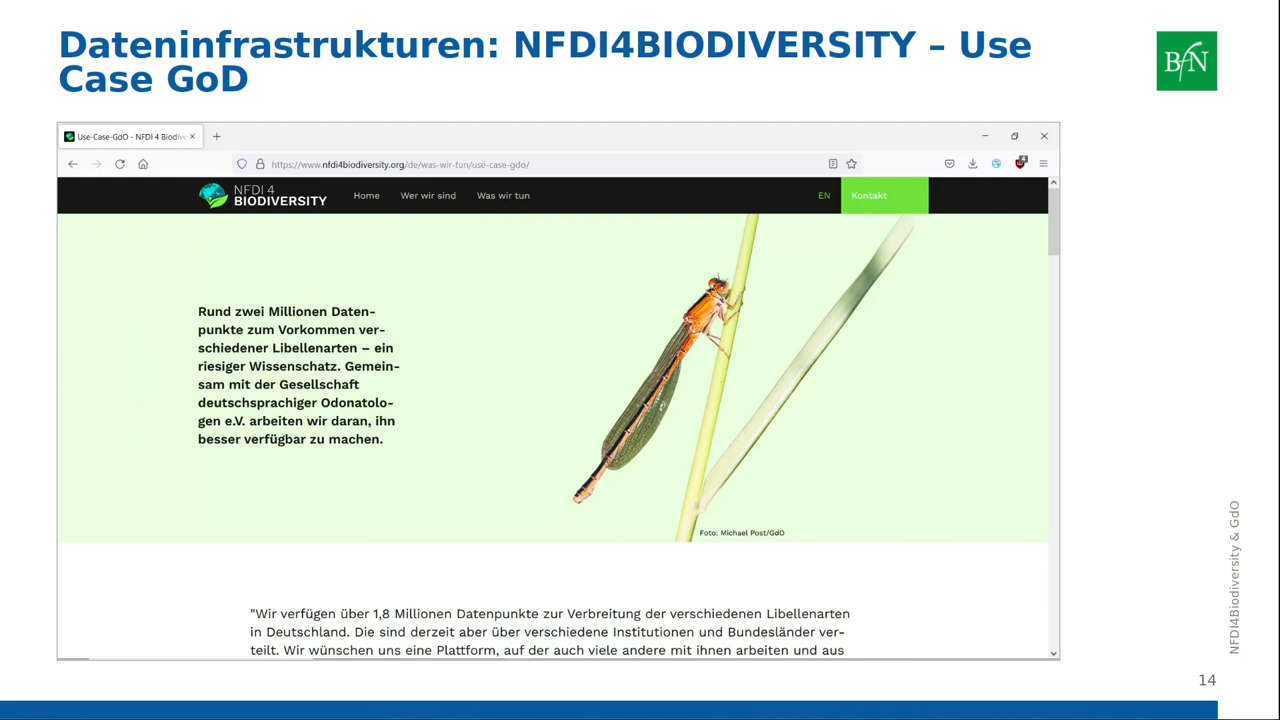 Dateninfrastrukturen: NFDI4BIODIVERSITY – Use
Case GoD
BfN
Use-Case-GdO - NFDI 4 Biodive
https://www.nfdi4biodiversity.org/de/was-wir-tun/use-case-gdo/
4
NFDI 4
BIODIVERSITY
Home
Wer wir sind
Was wir tun
EN
Kontakt
Rund zwei Millionen Daten-
punkte zum Vorkommen ver-
schiedener Libellenarten – ein
riesiger Wissenschatz. Gemein-
sam mit der Gesellschaft
deutschsprachiger Odonatolo-
gen e.V. arbeiten wir daran, ihn
besser verfügbar zu machen.
Foto: Michael Post/GdO
"Wir verfügen über 1,8 Millionen Datenpunkte zur Verbreitung der verschiedenen Libellenarten
in Deutschland. Die sind derzeit aber über verschiedene Institutionen und Bundesländer ver-
teilt. Wir wünschen uns eine Plattform, auf der auch viele andere mit ihnen arbeiten und aus
NFDI4Biodiversity & GdO
14